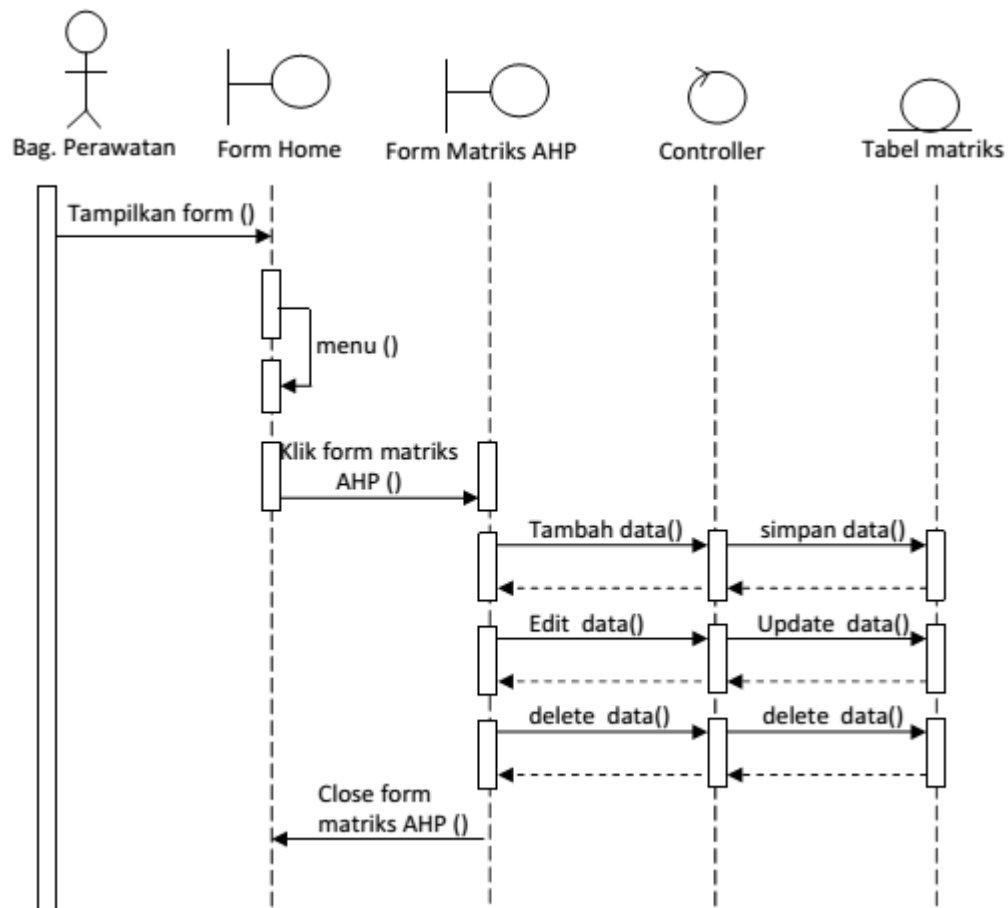 Bag. Perawatan
Form Home
Form Matriks AHP
Controller
Tabel matriks
Tampilkan form ()
menu ()
Klik form matriks
AHP ()
Tambah data()
simpan data()
Edit data()
Update data()
delete data()
delete data()
Close form
matriks AHP ()